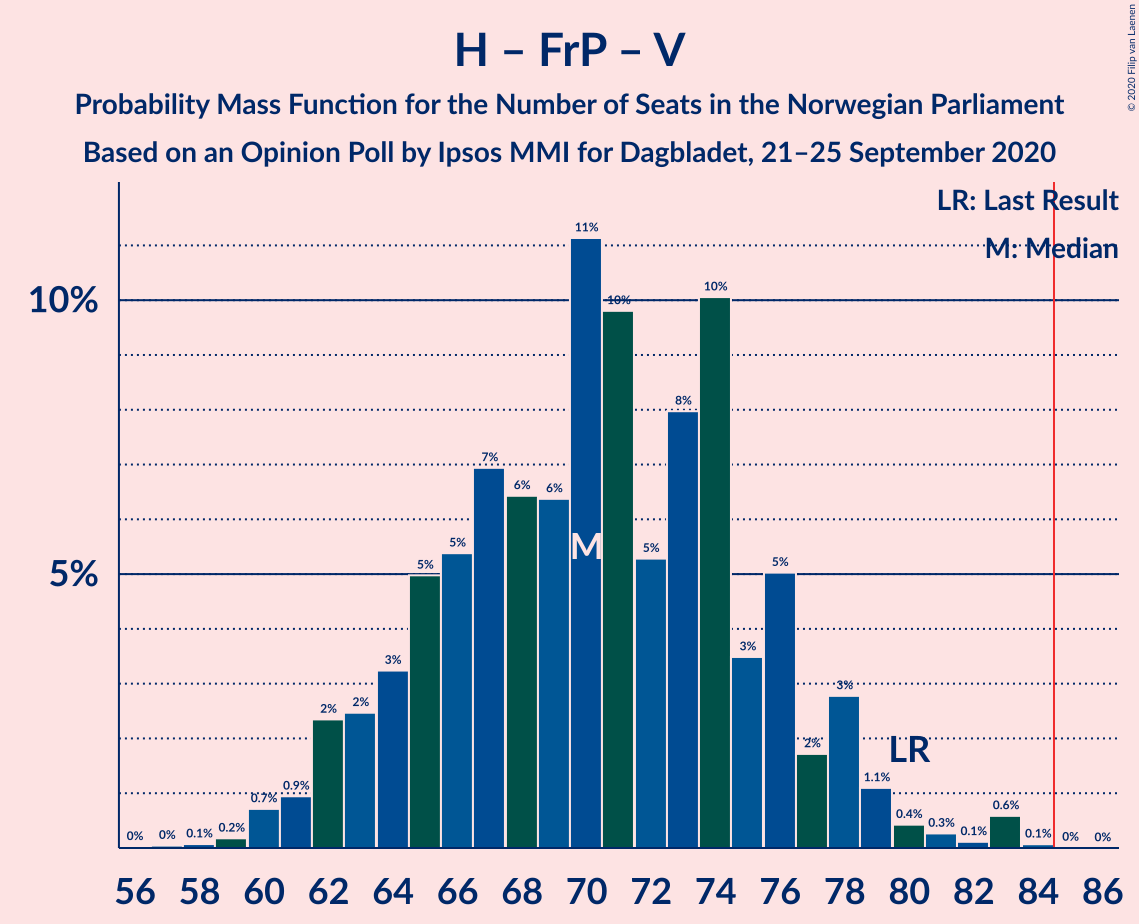 H – FrP – V
Probability Mass Function for the Number of Seats in the Norwegian Parliament
Based on an Opinion Poll by Ipsos MMI for Dagbladet, 21–25 September 2020
© 2020 Filip van Laenen
LR: Last Result
M: Median
10%
5%
0% 0% 0.1% 0.2% 0.7% 0.9% 2% 2% 3% 5% 5% 7% 6% 6% 11% 10% 5% 8% 10% 3% 5% 2% 3% 1.1% 0.4% 0.3% 0.1% 0.6% 0.1% 0% 0%
M
LR
56 58 60 62 64 66 68 70 72 74 76 78 80 82 84 86